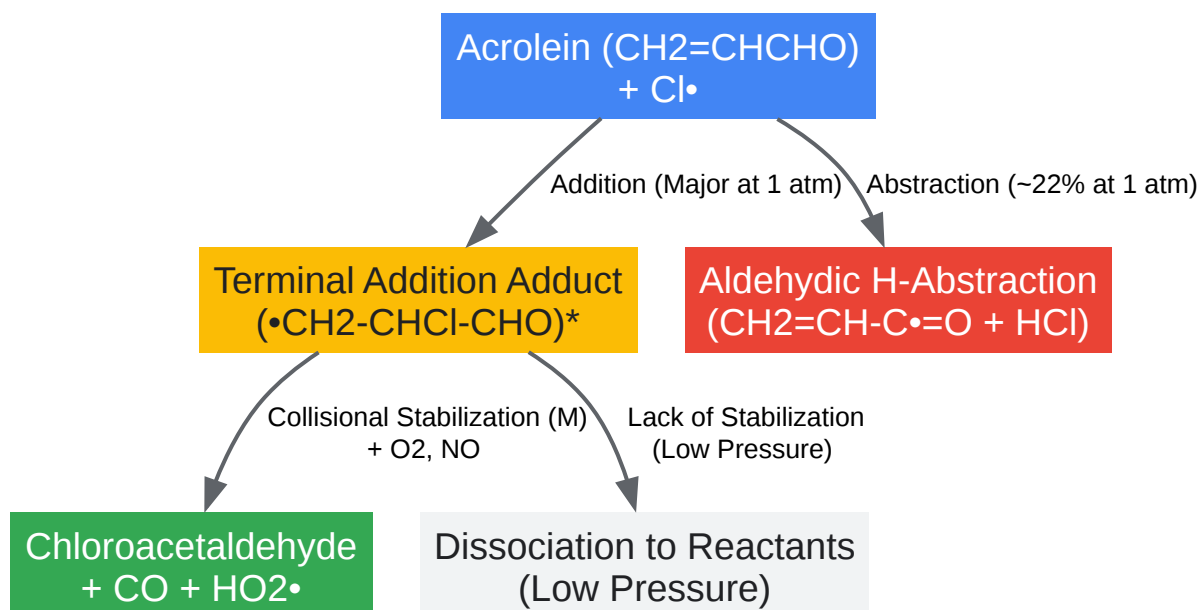 Acrolein (CH2=CHCHO)
+ Cl•
Addition (Major at 1 atm)
Abstraction (~22% at 1 atm)
Terminal Addition Adduct
(•CH2-CHCl-CHO)*
Aldehydic H-Abstraction
(CH2=CH-C•=O + HCl)
Collisional Stabilization (M)
+ O2, NO
Lack of Stabilization
(Low Pressure)
Chloroacetaldehyde
+ CO + HO2•
Dissociation to Reactants
(Low Pressure)